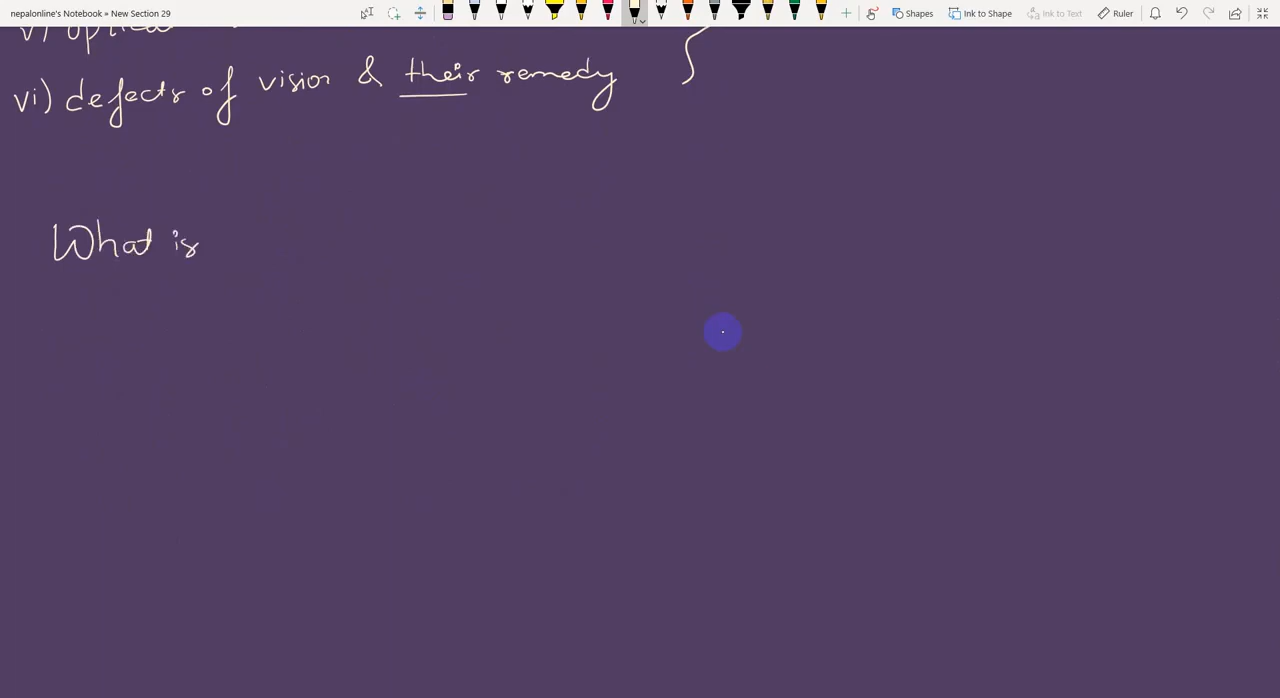 nepalonline's Notebook » New Section 29
Shapes
Ink to Shape
Ink to Text
Ruler
v) optical
vi) defects of vision & their remedy
What is